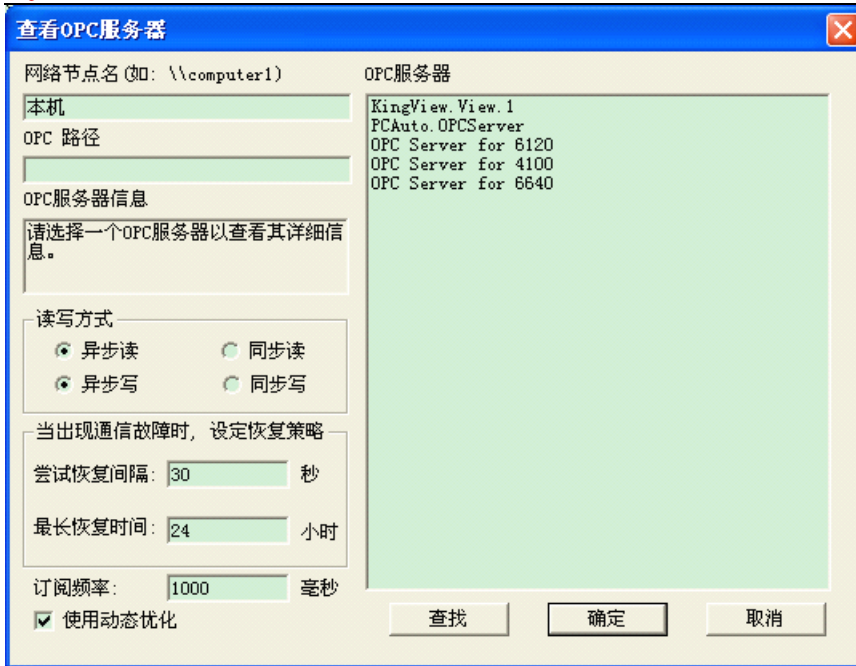 查看OPC服务器
网络节点名(如: \\computer1)
本机
OPC 路径
OPC服务器信息
请选择一个OPC服务器以查看其详细信
息。
读写方式
异步读 同步读
异步写 同步写
当出现通信故障时, 设定恢复策略
尝试恢复间隔: 30 秒
最长恢复时间: 24 小时
订阅频率: 1000 毫秒
使用动态优化
OPC服务器
KingView.View.1
PCAuto.OPCServer
OPC Server for 6120
OPC Server for 4100
OPC Server for 6640
查找 确定 取消